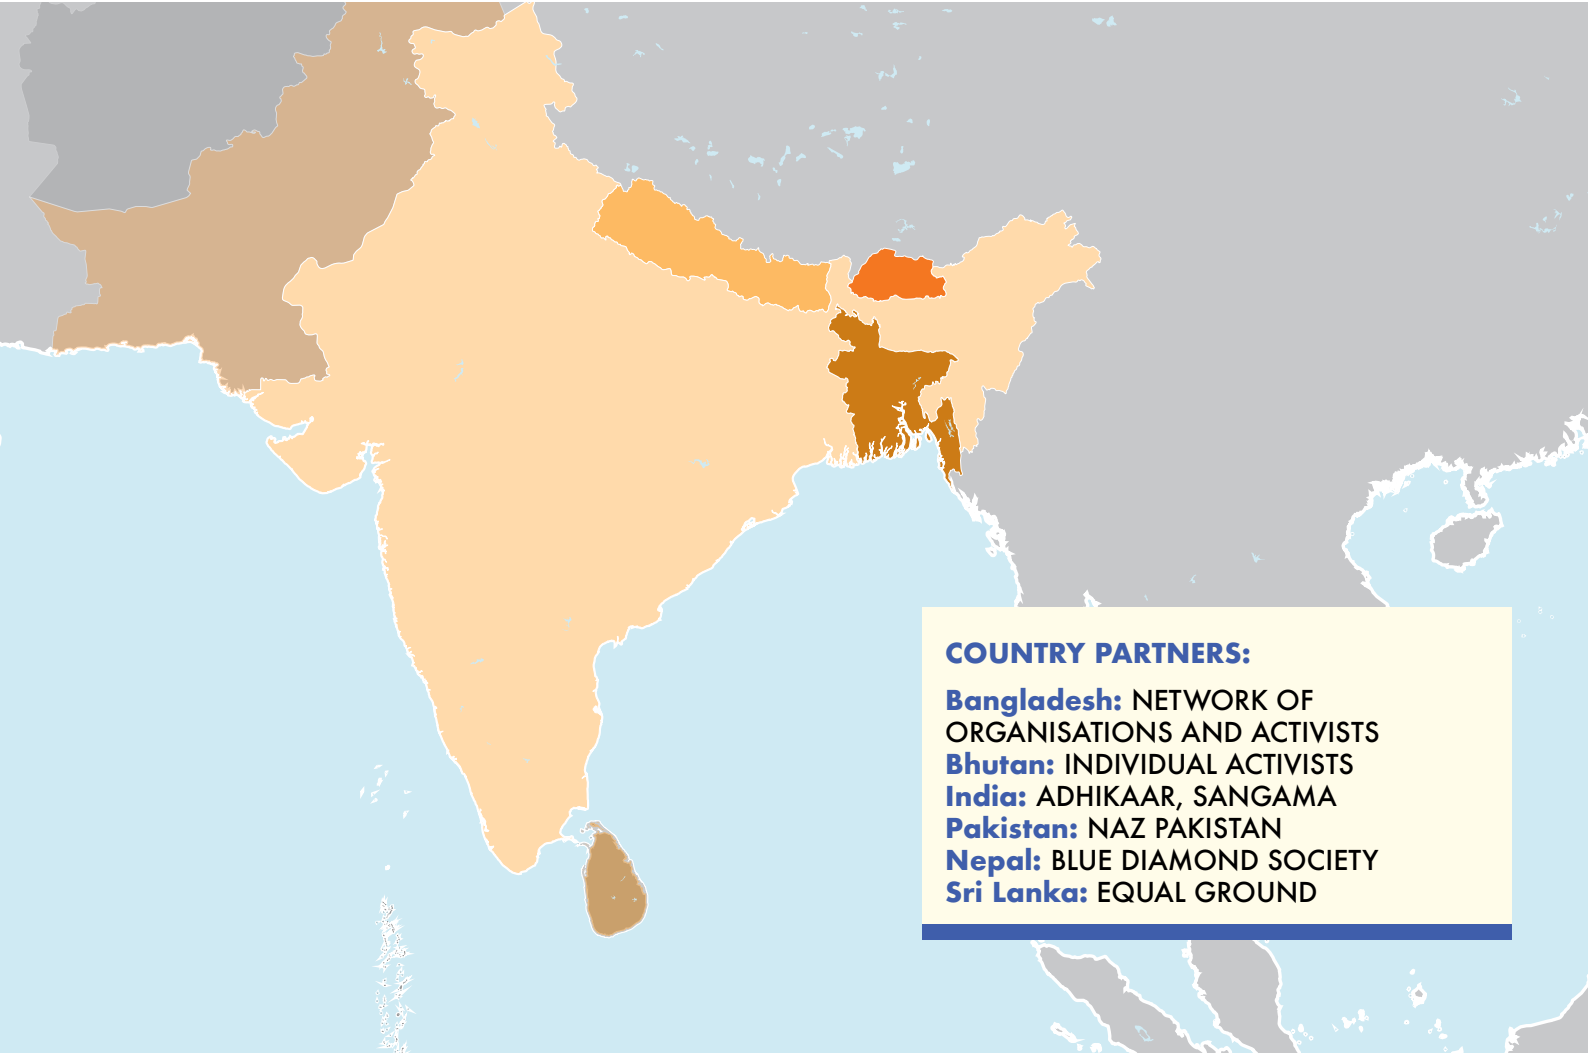 COUNTRY PARTNERS:
Bangladesh: NETWORK OF
ORGANISATIONS AND ACTIVISTS
Bhutan: INDIVIDUAL ACTIVISTS
India: ADHIKAAR, SANGAMA
Pakistan: NAZ PAKISTAN
Nepal: BLUE DIAMOND SOCIETY
Sri Lanka: EQUAL GROUND